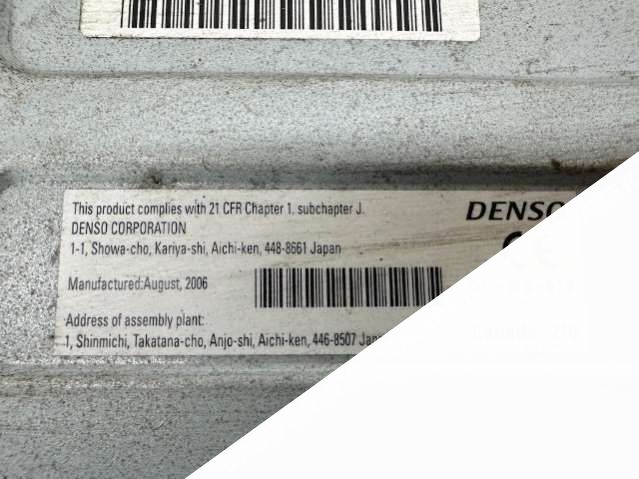 This product complies with 21 CFR Chapter 1. subchapter J.
DENSO
DENSO CORPORATION
1-1, Showa-cho, Kariya-shi, Aichi-ken, 448-8661 Japan
Manufactured:August, 2006
Address of assembly plant:
1, Shinmichi, Takatana-cho, Anjo-shi, Aichi-ken, 446-8507